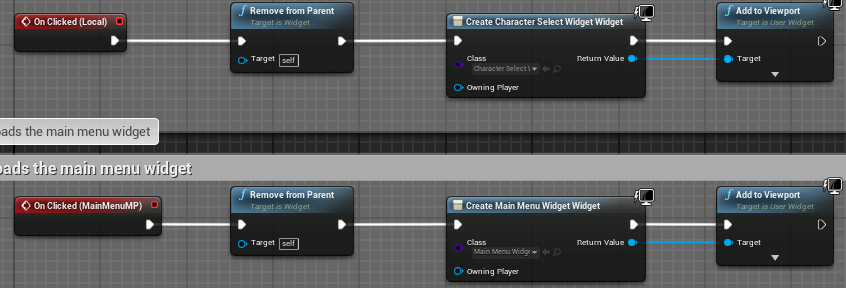 On Clicked (Local)
Remove from Parent
Target is Widget
Target self
Create Character Select Widget Widget
Class
Character Select
Return Value
Owning Player
Add to Viewport
Target is User Widget
Target
oads the main menu widget
oads the main menu widget
On Clicked (MainMenuMP)
Remove from Parent
Target is Widget
Target self
Create Main Menu Widget Widget
Class
Main Menu Widge
Return Value
Owning Player
Add to Viewport
Target is User Widget
Target